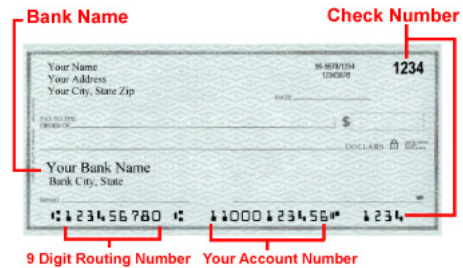 Bank Name
Check Number
Your Name
Your Address
Your City, State Zip
1234
DATE
PAY TO THE
ORDER OF
$
DOLLARS
Your Bank Name
Bank City, State
MEMO
⑆123456780⑆ 11000123456⑈ 1234
9 Digit Routing Number
Your Account Number